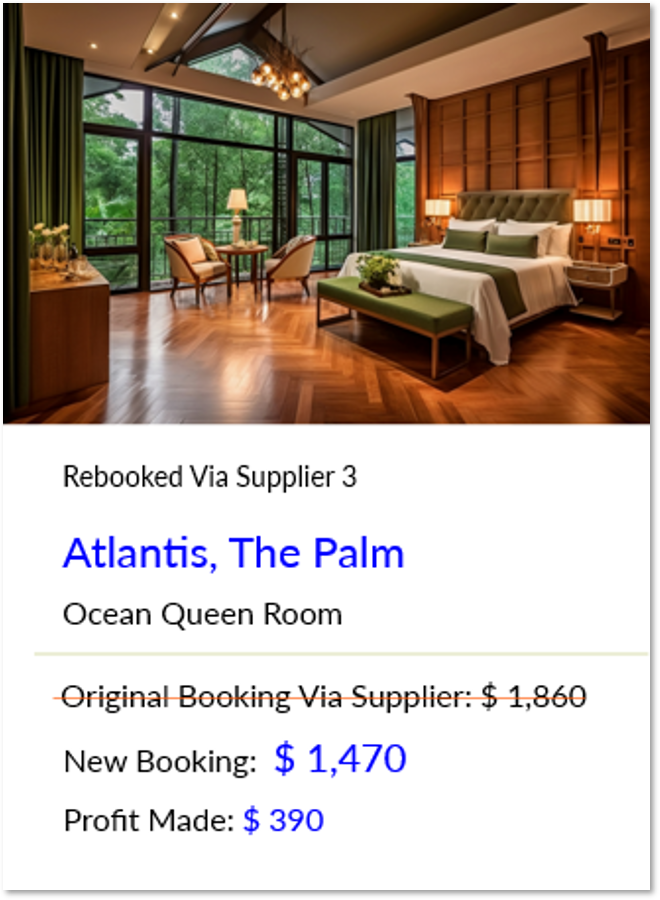 Rebooked Via Supplier 3
Atlantis, The Palm
Ocean Queen Room
Original Booking Via Supplier: $ 1,860
New Booking: $ 1,470
Profit Made: $ 390